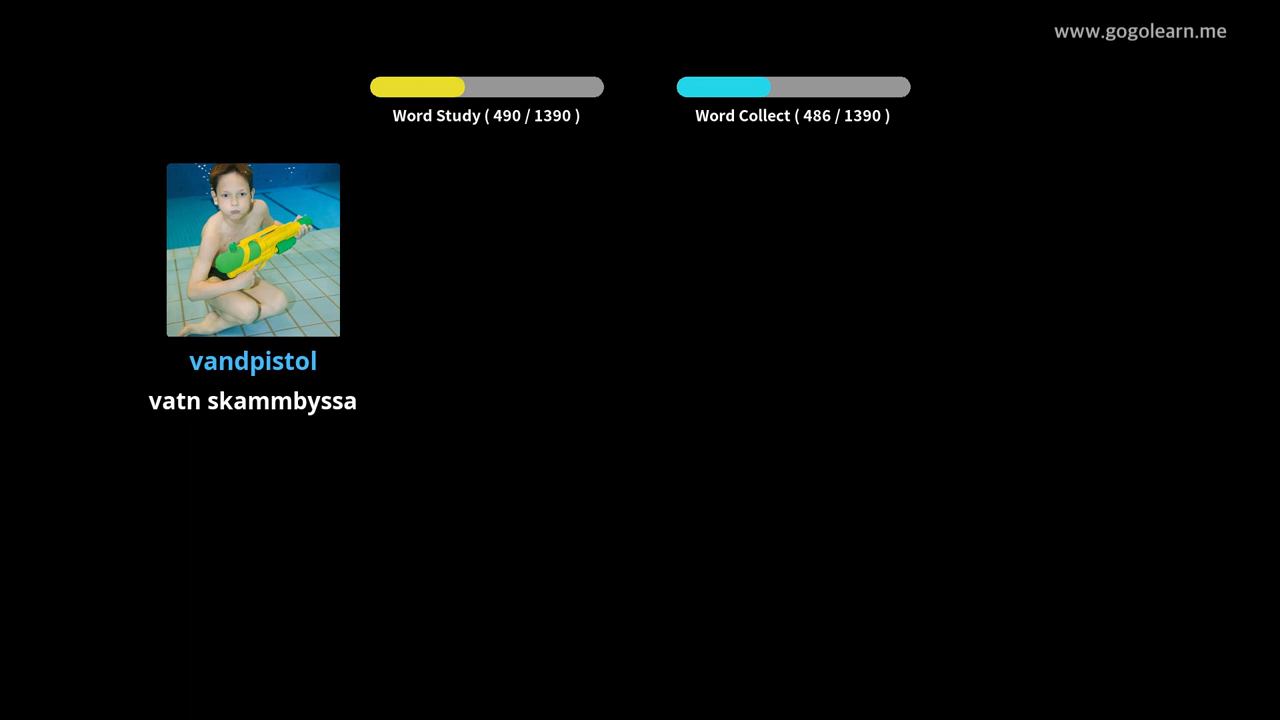 www.gogolearn.me
Word Study ( 490 / 1390 )
Word Collect ( 486 / 1390 )
vandpistol
vatn skammbyssa